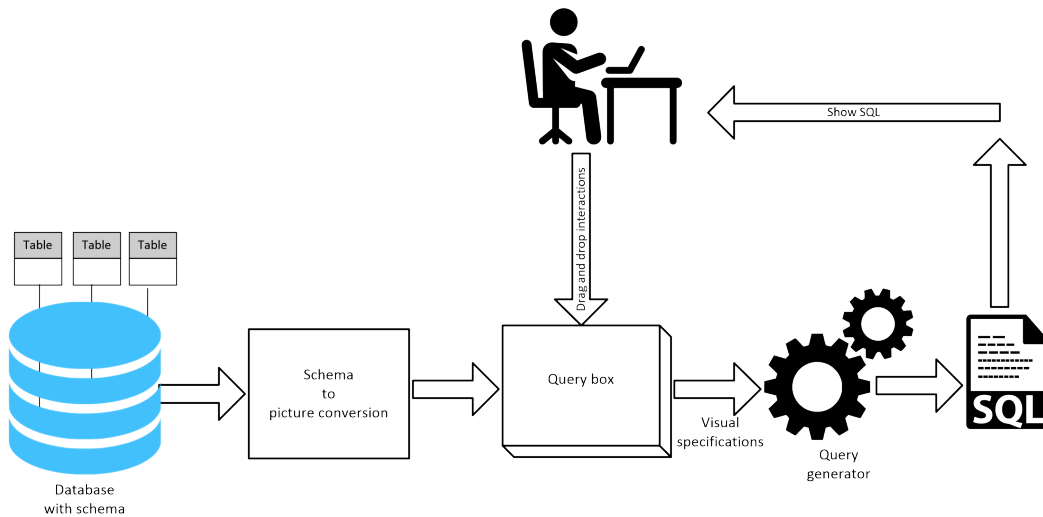 Show SQL
Drag and drop interactions
Table
Table
Table
Schema
to
picture conversion
Query box
Visual
specifications
Query
generator
SQL
Database
with schema